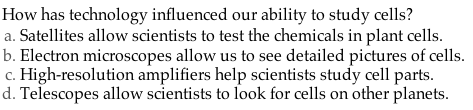 How has technology influenced our ability to study cells?
a. Satellites allow scientists to test the chemicals in plant cells.
b. Electron microscopes allow us to see detailed pictures of cells.
c. High-resolution amplifiers help scientists study cell parts.
d. Telescopes allow scientists to look for cells on other planets.